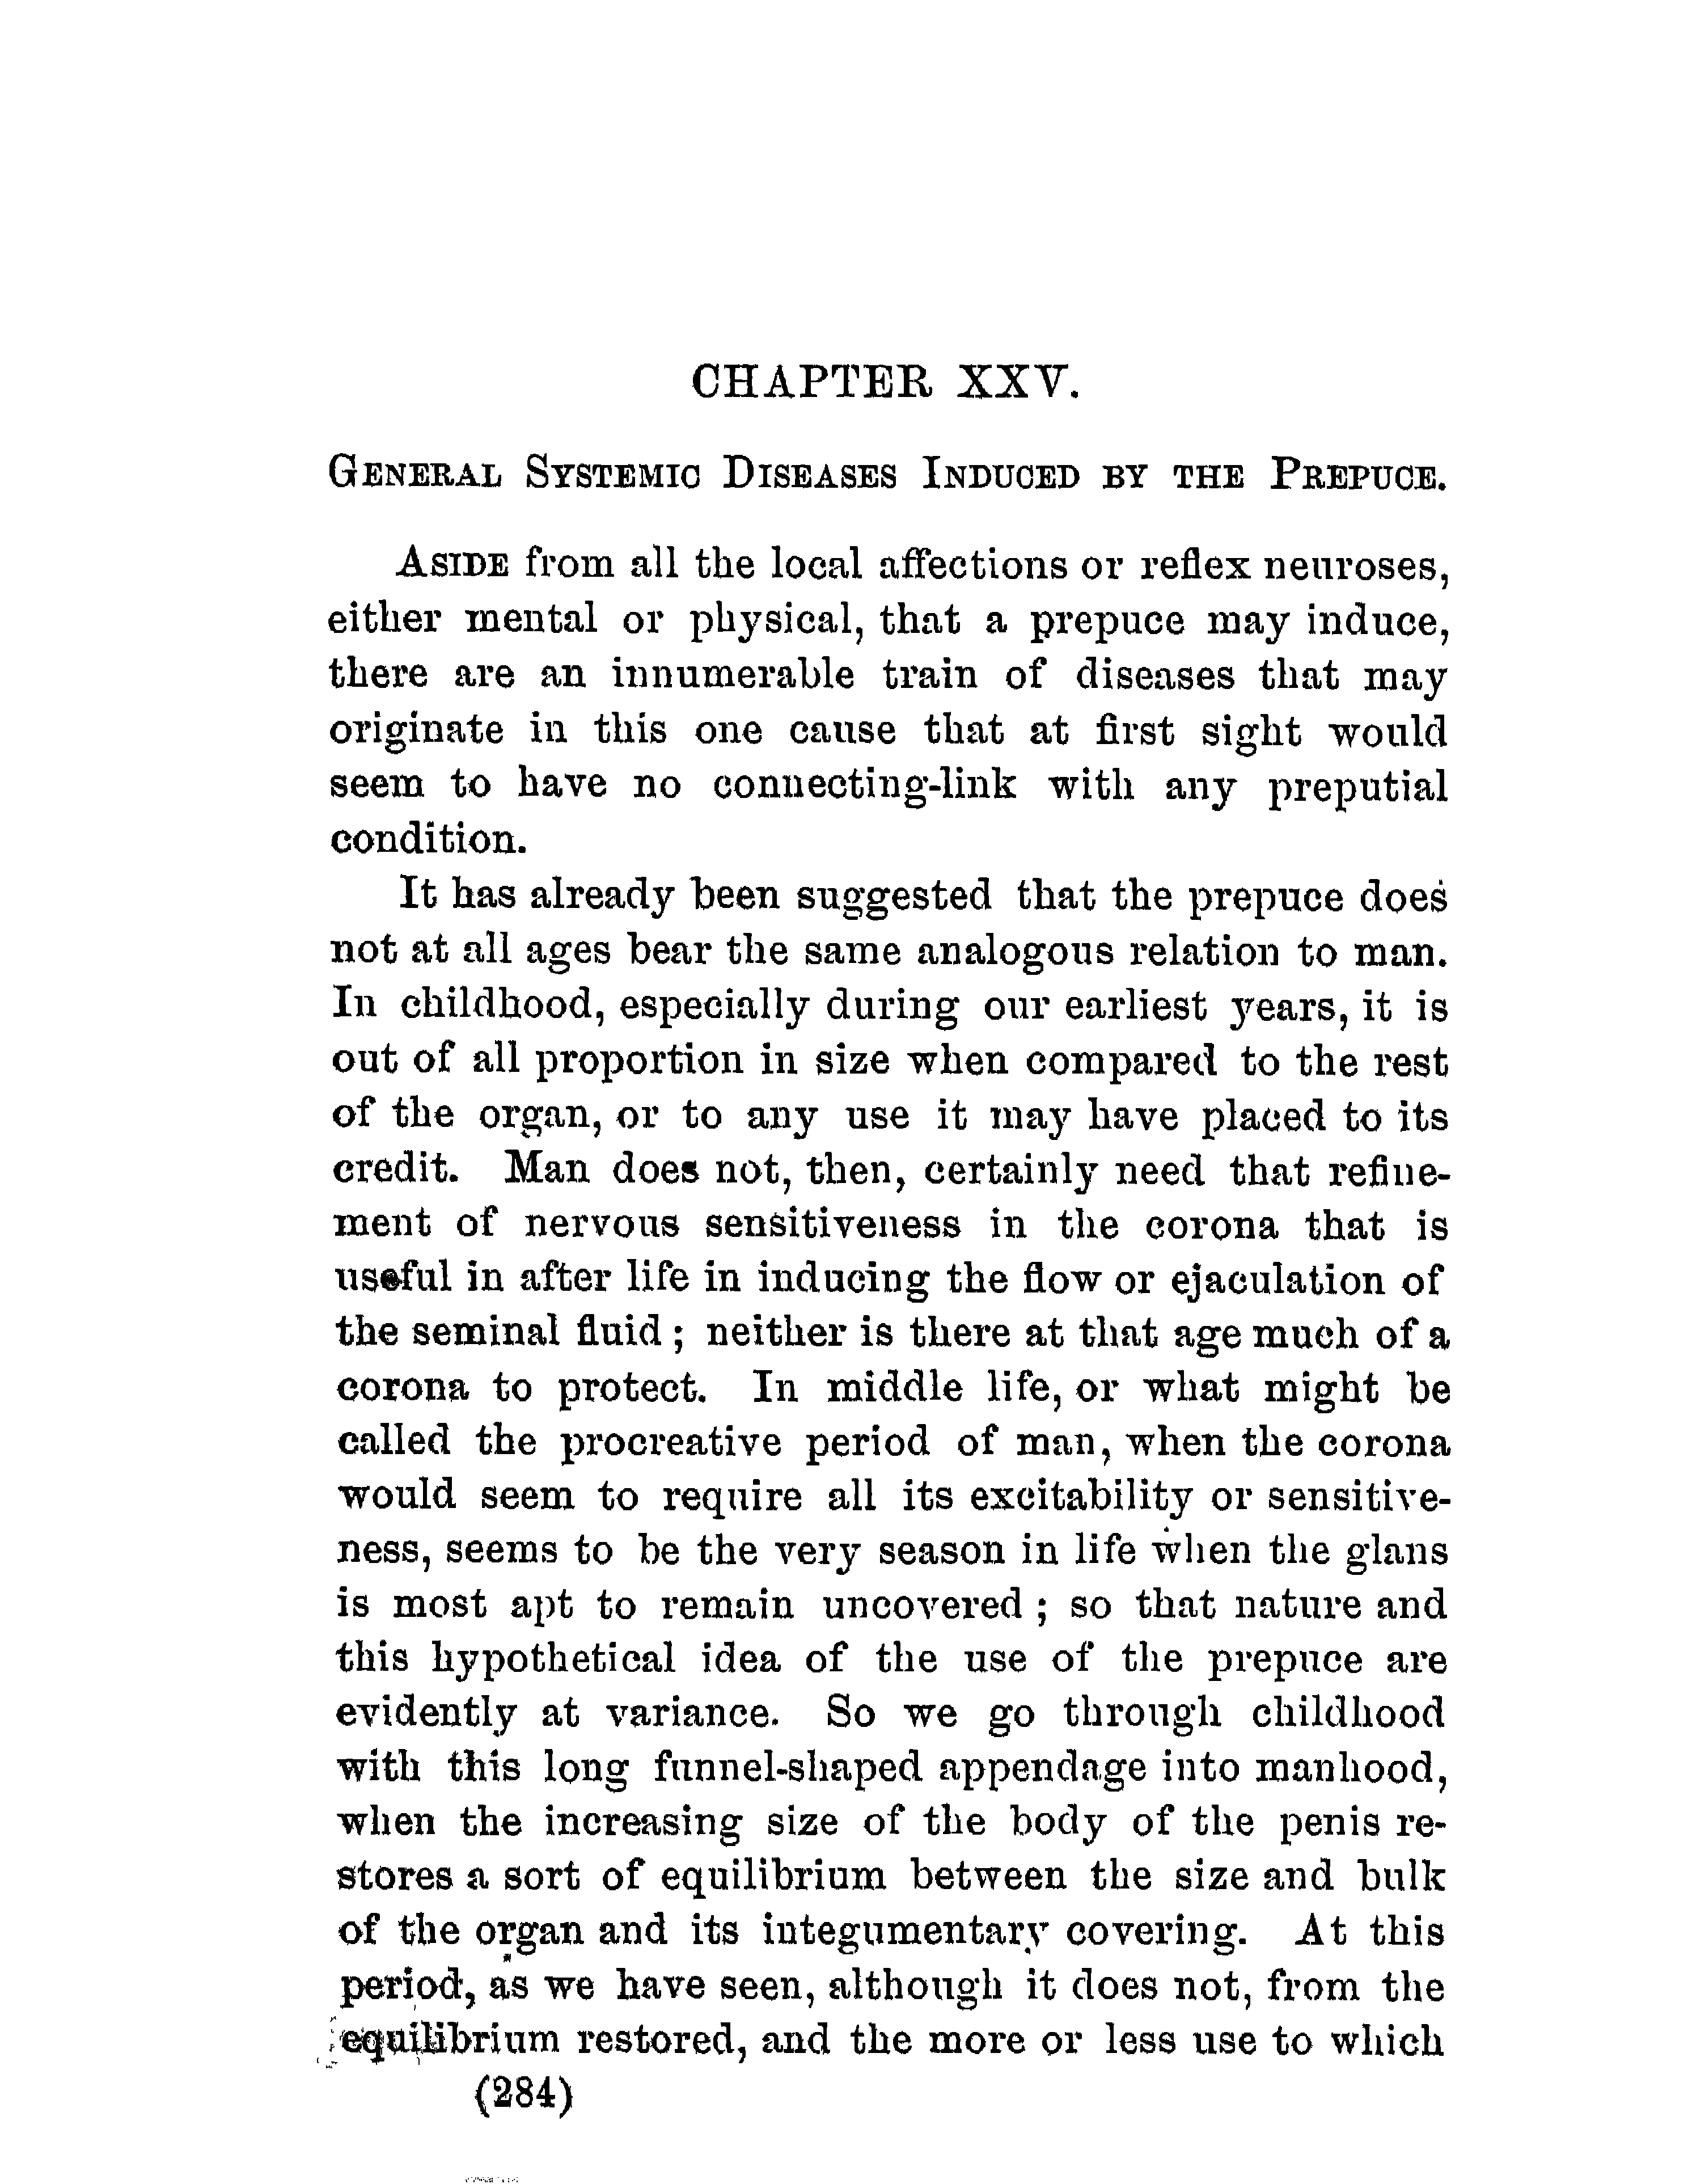 CHAPTER XXV.
GENERAL SYSTEMIC DISEASES INDUCED BY THE PREPUCE.
ASIDE from all the local affections or reflex neuroses,
either mental or physical, that a prepuce may induce,
there are an innumerable train of diseases that may
originate in this one cause that at first sight would
seem to have no connecting-link with any preputial
condition.
It has already been suggested that the prepuce does
not at all ages bear the same analogous relation to man.
In childhood, especially during our earliest years, it is
out of all proportion in size when compared to the rest
of the organ, or to any use it may have placed to its
credit. Man does not, then, certainly need that refine-
ment of nervous sensitiveness in the corona that is
useful in after life in inducing the flow or ejaculation of
the seminal fluid; neither is there at that age much of a
corona to protect. In middle life, or what might be
called the procreative period of man, when the corona
would seem to require all its excitability or sensitive-
ness, seems to be the very season in life when the glans
is most apt to remain uncovered; so that nature and
this hypothetical idea of the use of the prepuce are
evidently at variance. So we go through childhood
with this long funnel-shaped appendage into manhood,
when the increasing size of the body of the penis re-
stores a sort of equilibrium between the size and bulk
of the organ and its integumentary covering. At this
period, as we have seen, although it does not, from the
equilibrium restored, and the more or less use to which
(284)